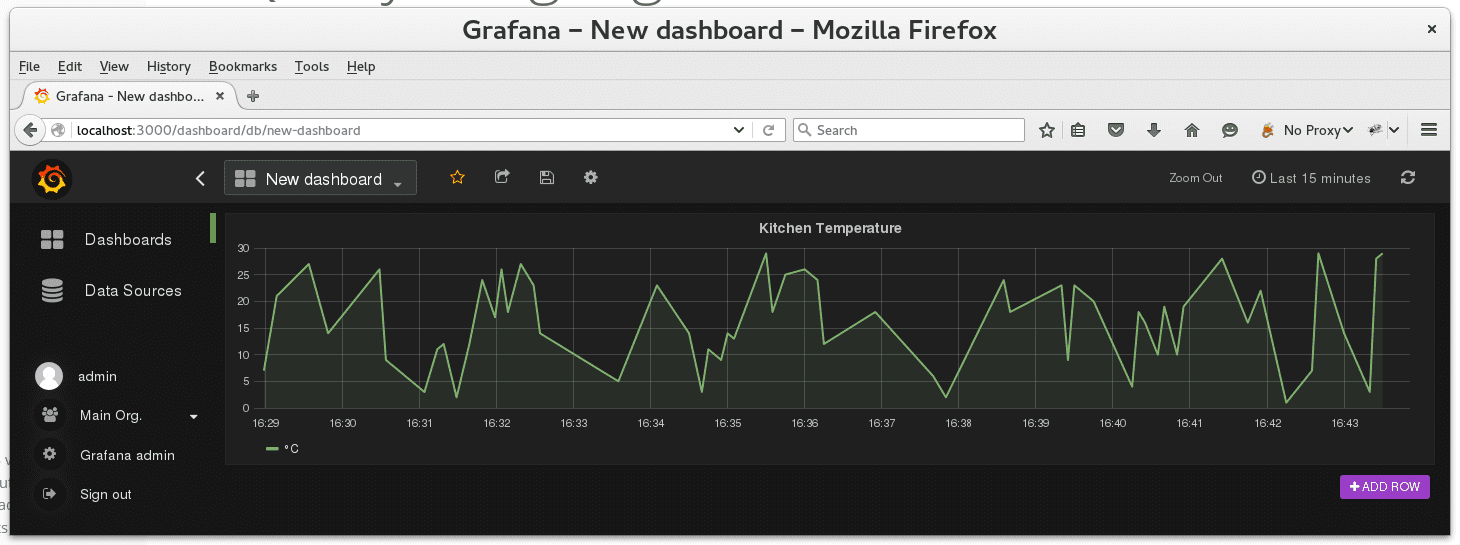 Grafana – New dashboard – Mozilla Firefox
File Edit View History Bookmarks Tools Help
Grafana - New dashbo...
localhost:3000/dashboard/db/new-dashboard
Search
No Proxy
New dashboard
Zoom Out
Last 15 minutes
Dashboards
Data Sources
admin
Main Org.
Grafana admin
Sign out
Kitchen Temperature
30
25
20
15
10
5
0
16:29 16:30 16:31 16:32 16:33 16:34 16:35 16:36 16:37 16:38 16:39 16:40 16:41 16:42 16:43
°C
+ ADD ROW